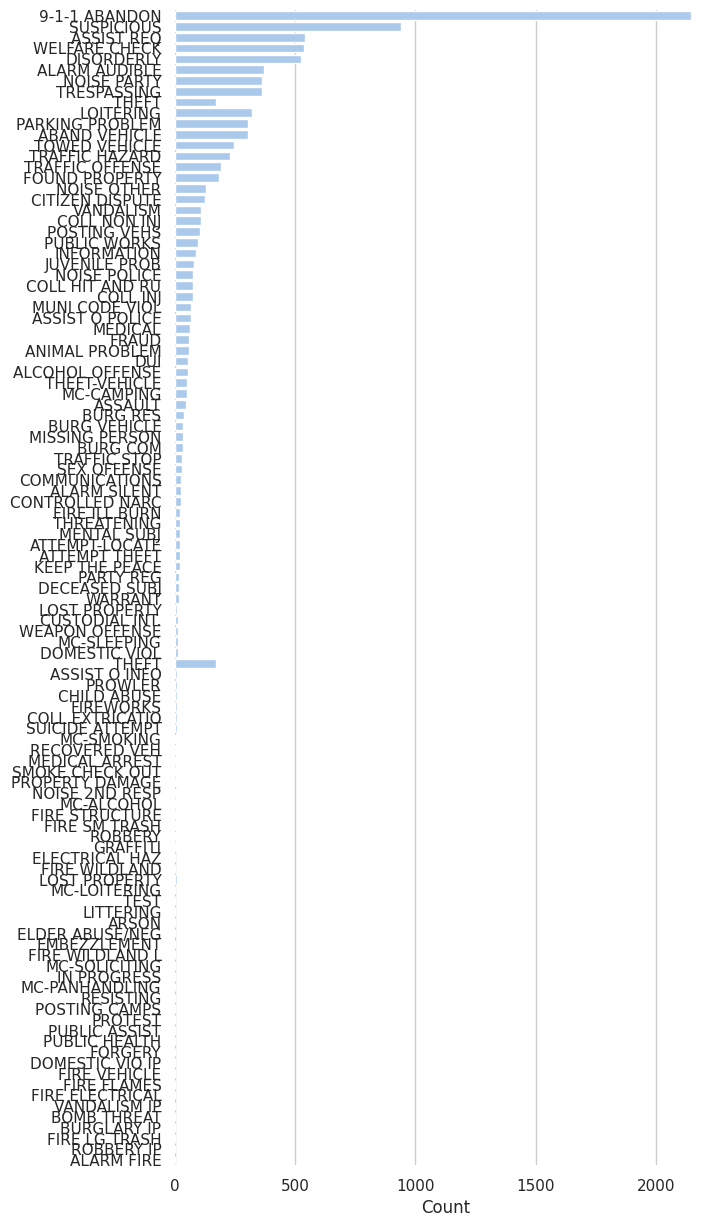 9-1-1 ABANDON
SUSPICIOUS
ASSIST REQ
WELFARE CHECK
DISORDERLY
ALARM AUDIBLE
NOISE PARTY
TRESPASSING
THEFT
LOITERING
PARKING PROBLEM
ABAND VEHICLE
TOWED VEHICLE
TRAFFIC HAZARD
TRAFFIC OFFENSE
FOUND PROPERTY
NOISE OTHER
CITIZEN DISPUTE
VANDALISM
COLL NON INJ
POSTING VEHS
PUBLIC WORKS
INFORMATION
JUVENILE PROB
NOISE POLICE
COLL HIT AND RU
COLL INJ
MUNI CODE VIOL
ASSIST O POLICE
MEDICAL
FRAUD
ANIMAL PROBLEM
DUI
ALCOHOL OFFENSE
THEFT-VEHICLE
MC-CAMPING
ASSAULT
BURG RES
BURG VEHICLE
MISSING PERSON
BURG COM
TRAFFIC STOP
SEX OFFENSE
COMMUNICATIONS
ALARM SILENT
CONTROLLED NARC
FIRE ILL BURN
THREATENING
MENTAL SUBJ
ATTEMPT-LOCATE
ATTEMPT THEFT
KEEP THE PEACE
PARTY REG
DECEASED SUBJ
WARRANT
LOST PROPERTY
CUSTODIAL INT.
WEAPON OFFENSE
MC-SLEEPING
DOMESTIC VIOL
THEFT
ASSIST O INFO
PROWLER
CHILD ABUSE
FIREWORKS
COLL EXTRICATIO
SUICIDE ATTEMPT
MC-SMOKING
RECOVERED VEH
MEDICAL ARREST
SMOKE CHECK OUT
PROPERTY DAMAGE
NOISE 2ND RESP
MC-ALCOHOL
FIRE STRUCTURE
FIRE SM TRASH
ROBBERY
GRAFFITI
ELECTRICAL HAZ
FIRE WILDLAND
LOST PROPERTY
MC-LOITERING
TEST
LITTERING
ARSON
ELDER ABUSE/NEG
EMBEZZLEMENT
FIRE WILDLAND L
MC-SOLICITING
IN PROGRESS
MC-PANHANDLING
RESISTING
POSTING CAMPS
PROTEST
PUBLIC ASSIST
PUBLIC HEALTH
FORGERY
DOMESTIC VIO IP
FIRE VEHICLE
FIRE FLAMES
FIRE ELECTRICAL
VANDALISM IP
BOMB THREAT
BURGLARY IP
FIRE LG TRASH
ROBBERY IP
ALARM FIRE
0 500 1000 1500 2000
Count